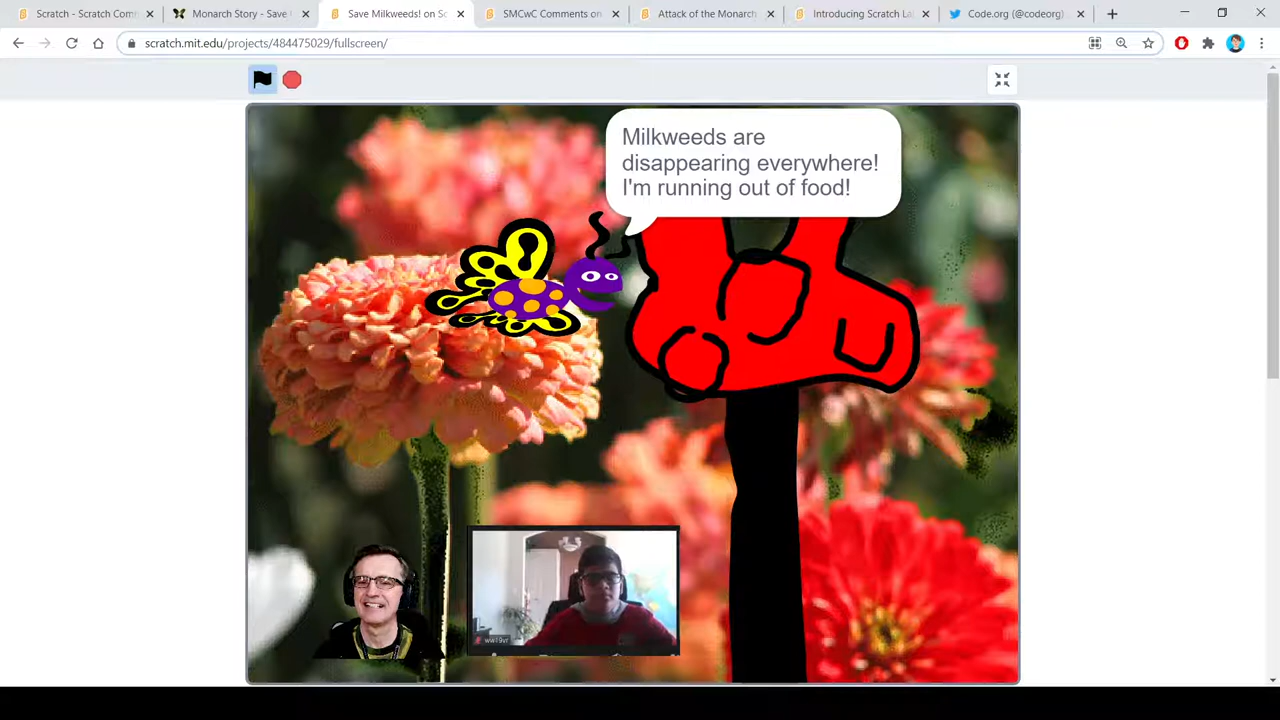 Scratch - Scratch Com
Monarch Story - Save
Save Milkweeds! on Sc
SMCwC Comments on
Attack of the Monarch
Introducing Scratch La
Code.org (@codeorg)
scratch.mit.edu/projects/484475029/fullscreen/
Milkweeds are
disappearing everywhere!
I'm running out of food!
ww19vr